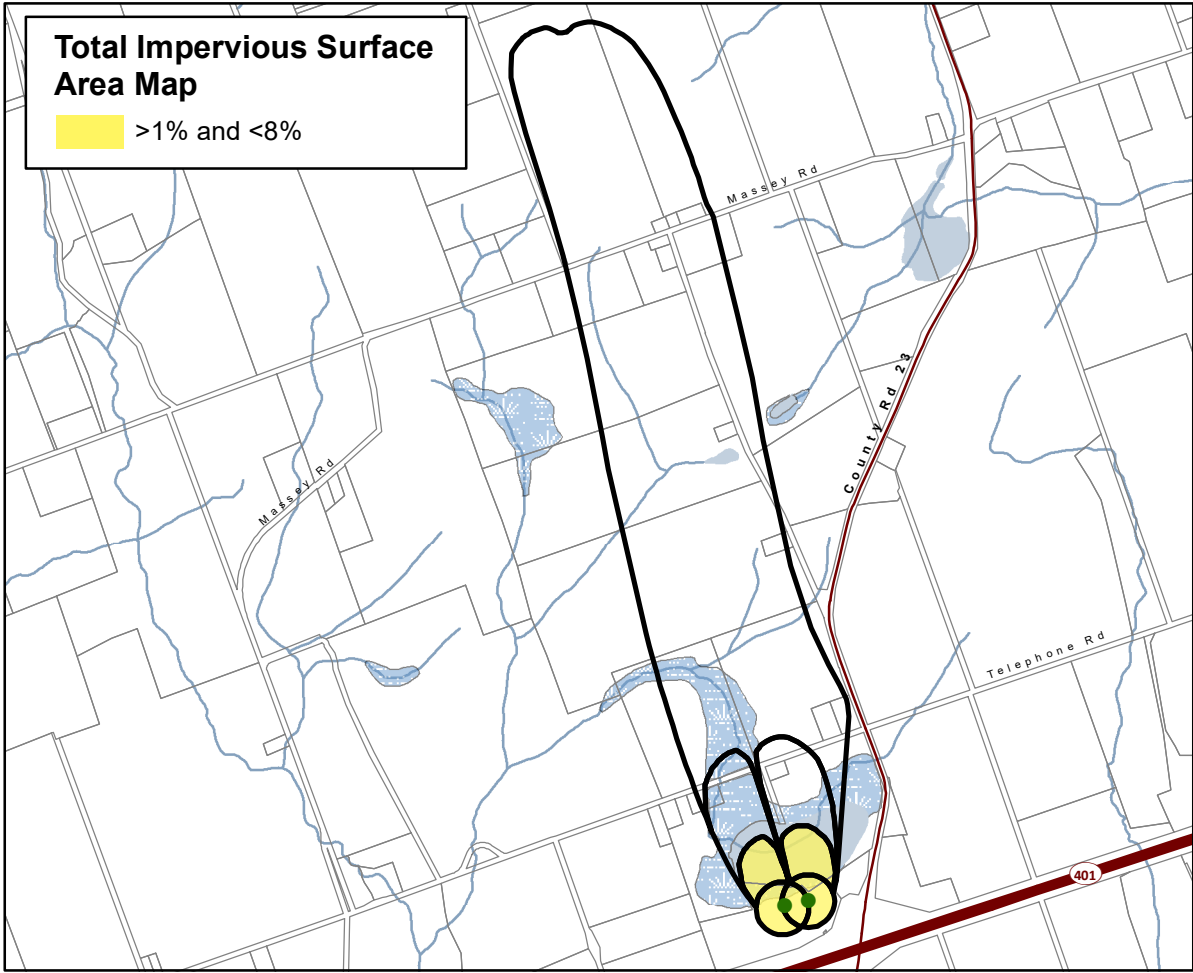 Total Impervious Surface
Area Map
>1% and <8%
Massey Rd
County Rd 23
Massey Rd
Telephone Rd
401